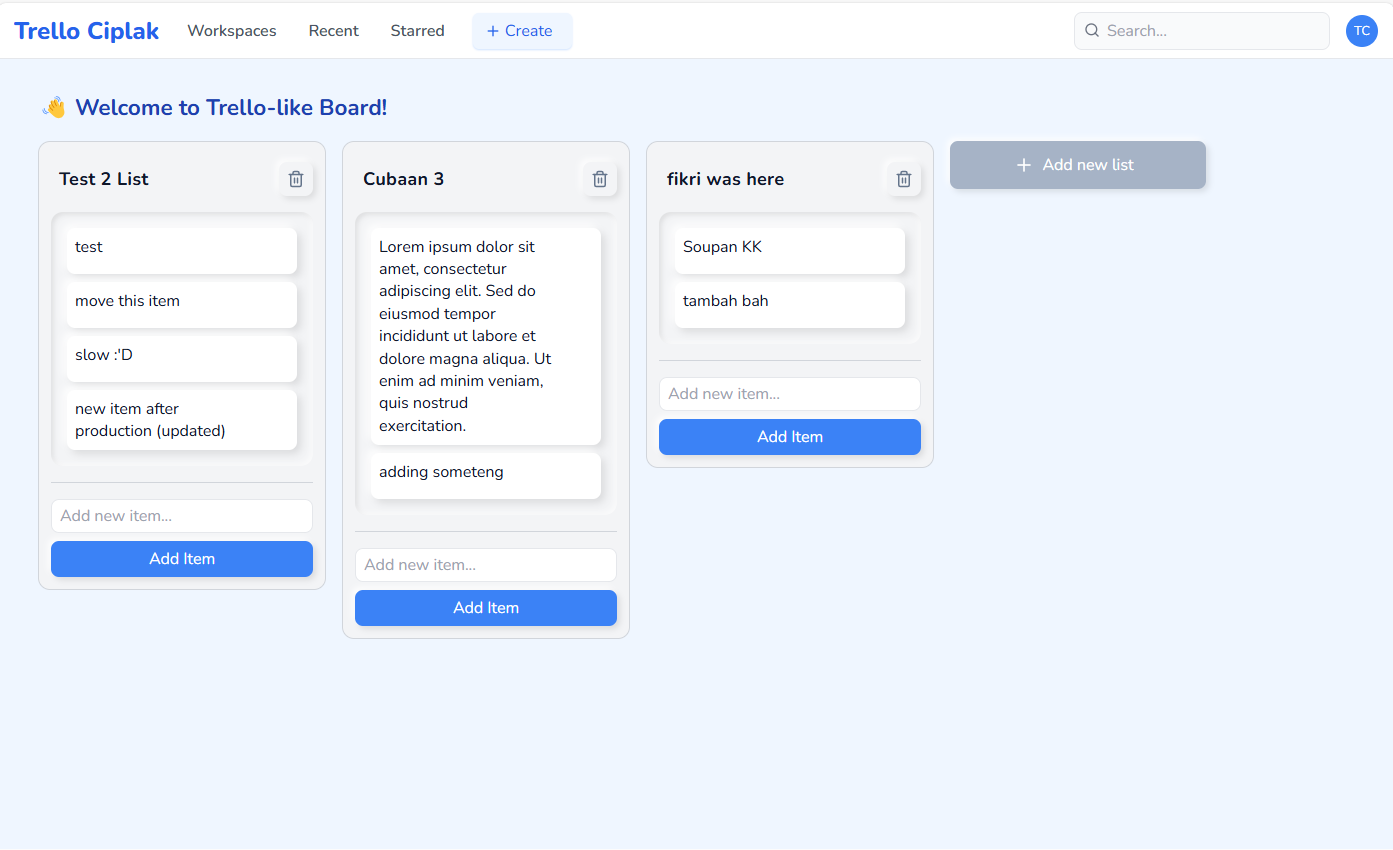 Trello Ciplak
Workspaces
Recent
Starred
+ Create
Search...
TC
👋 Welcome to Trello-like Board!
Test 2 List
test
move this item
slow :'D
new item after
production (updated)
Add new item...
Add Item
Cubaan 3
Lorem ipsum dolor sit
amet, consectetur
adipiscing elit. Sed do
eiusmod tempor
incididunt ut labore et
dolore magna aliqua. Ut
enim ad minim veniam,
quis nostrud
exercitation.
adding someteng
Add new item...
Add Item
fikri was here
Soupan KK
tambah bah
Add new item...
Add Item
+ Add new list